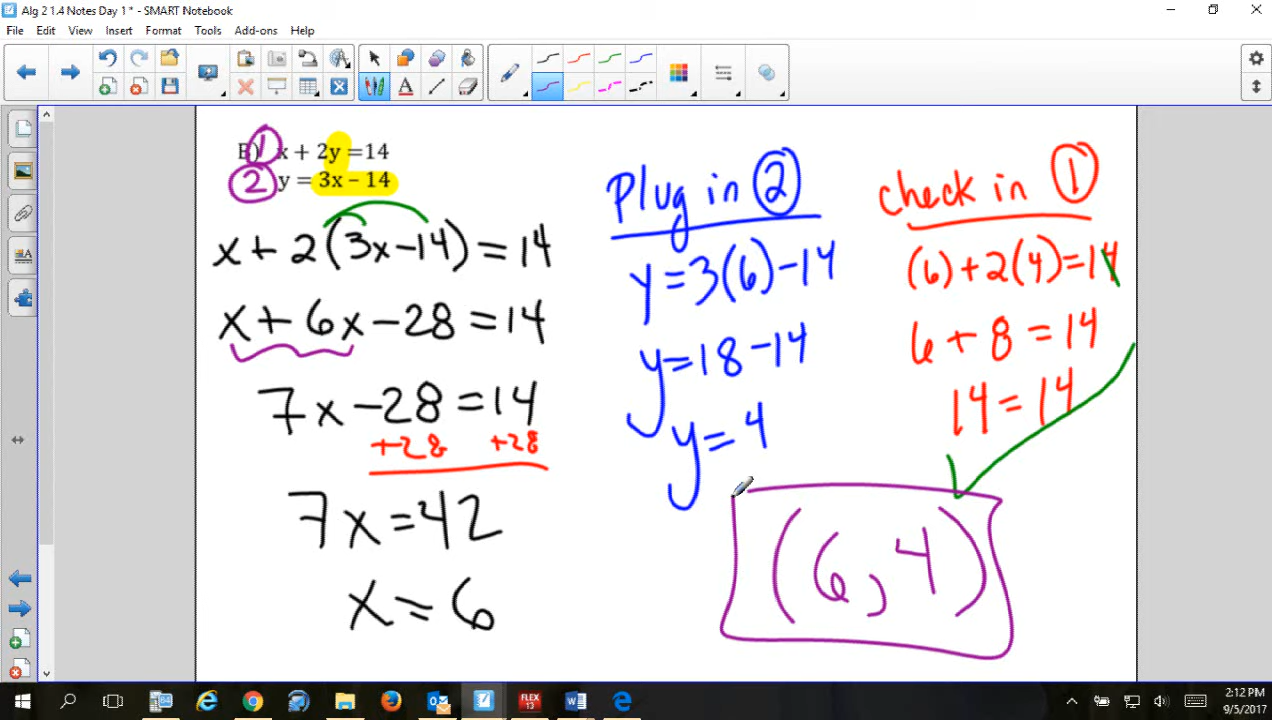 Alg 2 1.4 Notes Day 1 * - SMART Notebook
File Edit View Insert Format Tools Add-ons Help
1 x + 2y =14
2 y = 3x – 14
x + 2(3x-14) = 14
x + 6x - 28 = 14
7x - 28 = 14
+28 +28
7x = 42
x = 6
Plug in 2
y = 3(6) - 14
y = 18 - 14
y = 4
check in 1
(6) + 2(4) = 14
6 + 8 = 14
14 = 14
(6, 4)
FLEX
13
2:12 PM
9/5/2017